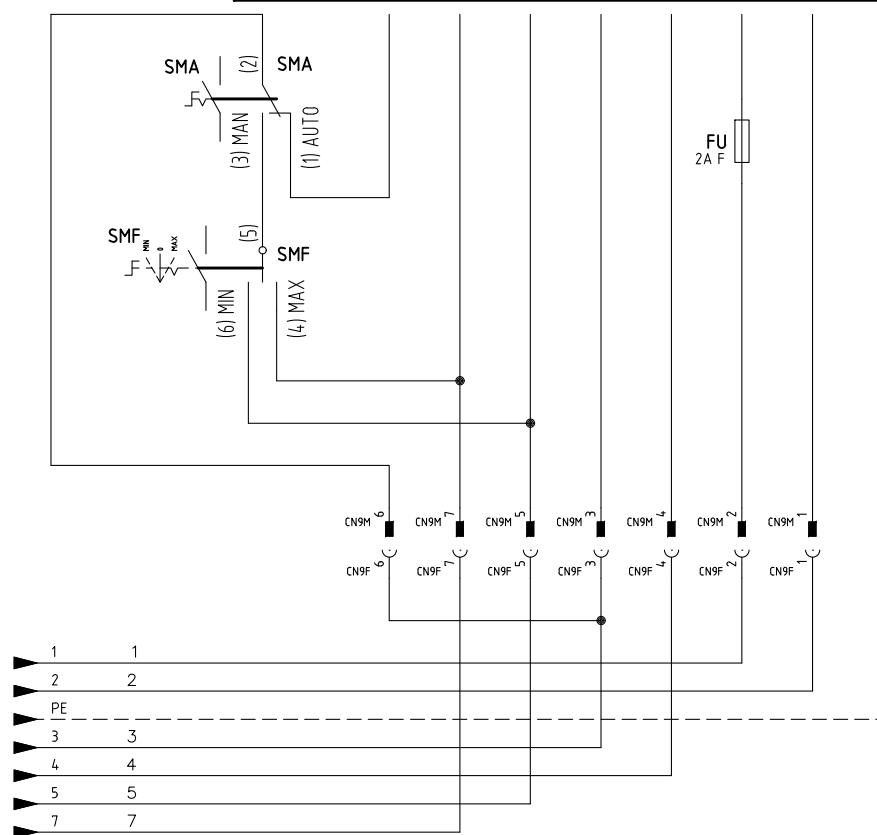 SMA
(2)
SMA
(3) MAN
(1) AUTO
FU
2A F
SMF
MIN
0
MAX
(5)
SMF
(6) MIN
(4) MAX
CN9M 6
CN9M 7
CN9M 5
CN9M 3
CN9M 4
CN9M 2
CN9M 1
CN9F 6
CN9F 7
CN9F 5
CN9F 3
CN9F 4
CN9F 2
CN9F 1
1 1
2 2
PE
3 3
4 4
5 5
7 7